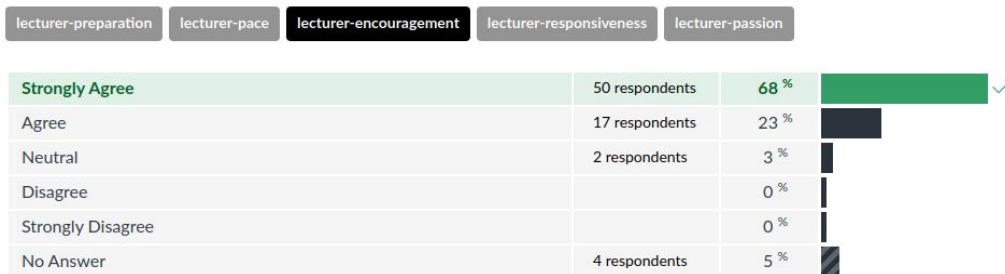 lecturer-preparation lecturer-pace lecturer-encouragement lecturer-responsiveness lecturer-passion
Strongly Agree 50 respondents 68 %
Agree 17 respondents 23 %
Neutral 2 respondents 3 %
Disagree 0 %
Strongly Disagree 0 %
No Answer 4 respondents 5 %